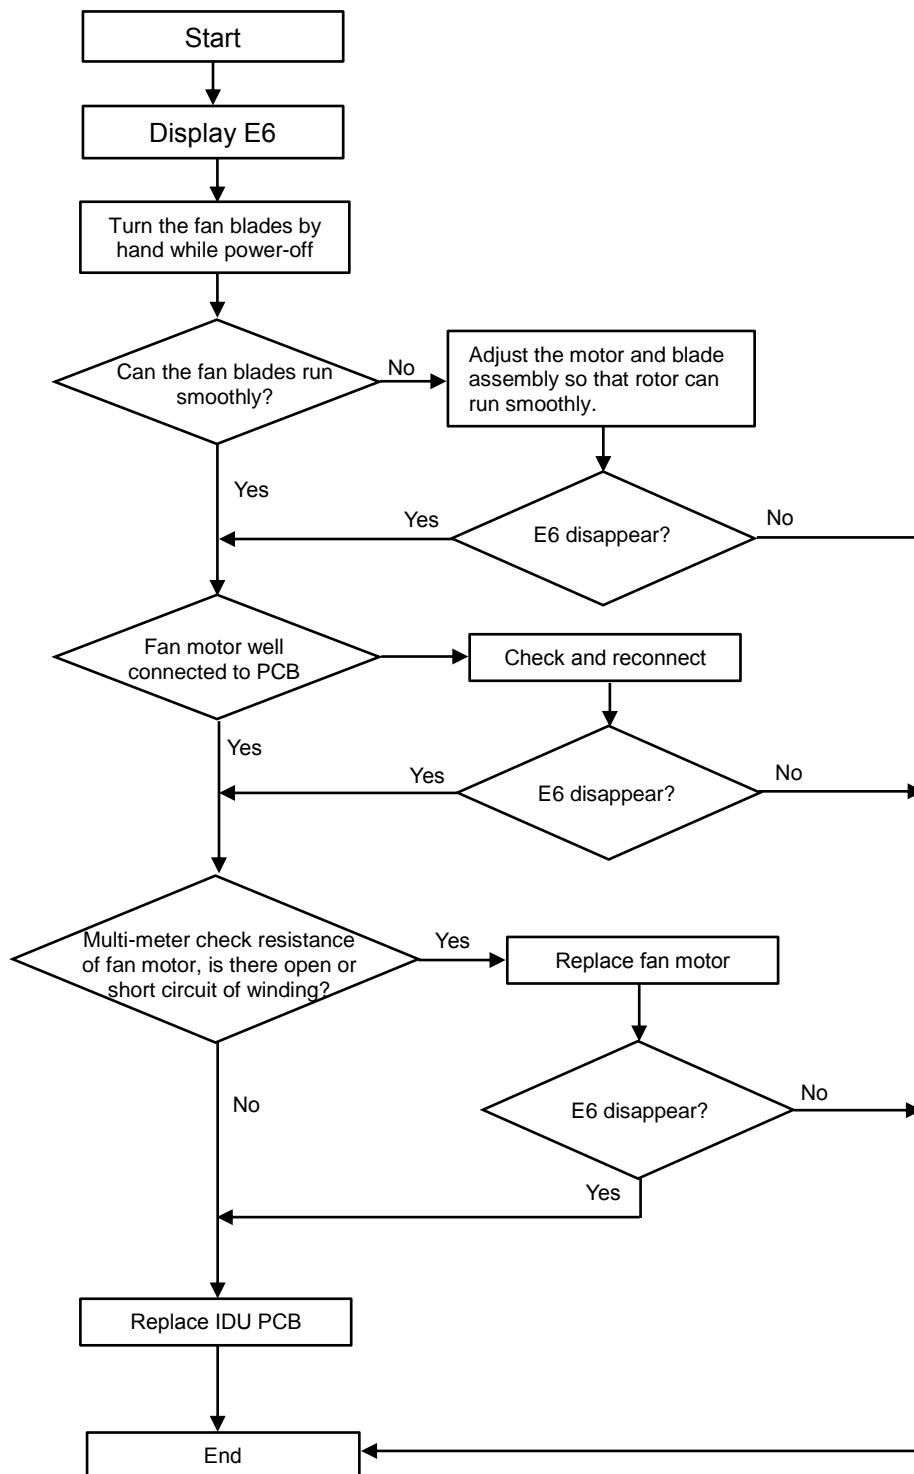 Start
Display E6
Turn the fan blades by
hand while power-off
Can the fan blades run
smoothly?
No
Adjust the motor and blade
assembly so that rotor can
run smoothly.
Yes
Yes
E6 disappear?
No
Fan motor well
connected to PCB
Check and reconnect
Yes
Yes
E6 disappear?
No
Multi-meter check resistance
of fan motor, is there open or
short circuit of winding?
Yes
Replace fan motor
No
E6 disappear?
No
Yes
Replace IDU PCB
End